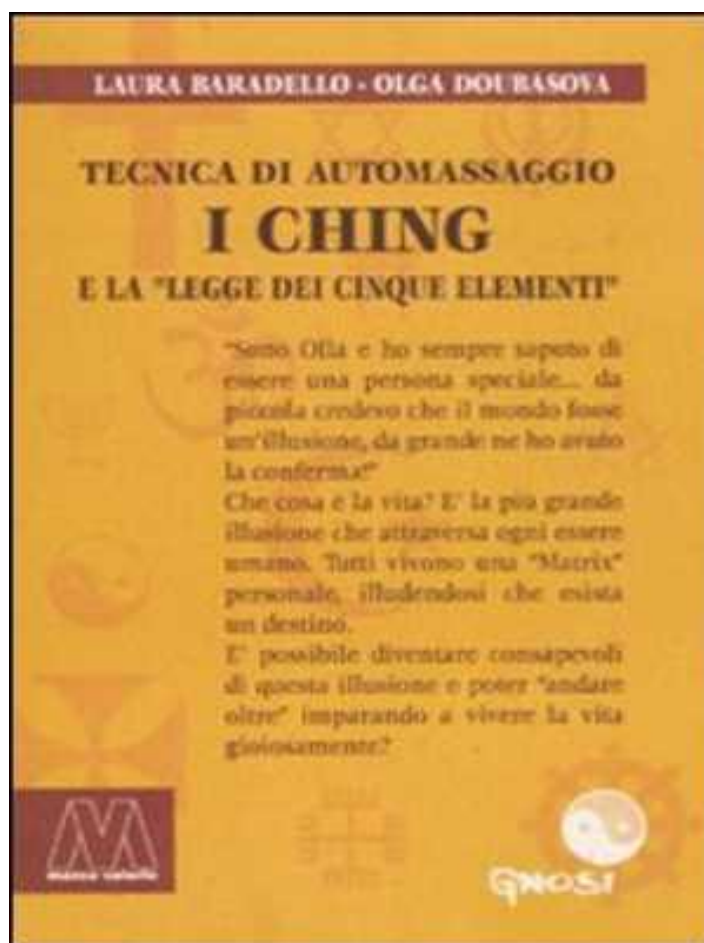 LAURA BARADELLO - OLGA DOUBASOVA
TECNICA DI AUTOMASSAGGIO
I CHING
E LA "LEGGE DEI CINQUE ELEMENTI"
"Sono Olla e ho sempre saputo di
essere una persona speciale... da
piccola credevo che il mondo fosse
un'illusione, da grande ne ho avuto
la conferma!"
Che cosa è la vita? E' la più grande
illusione che attraversa ogni essere
umano. Tutti vivono una "Matrix"
personale, illudendosi che esista
un destino.
E' possibile diventare consapevoli
di questa illusione e poter "andare
oltre" imparando a vivere la vita
gioiosamente?
marco valerio
GNOSI